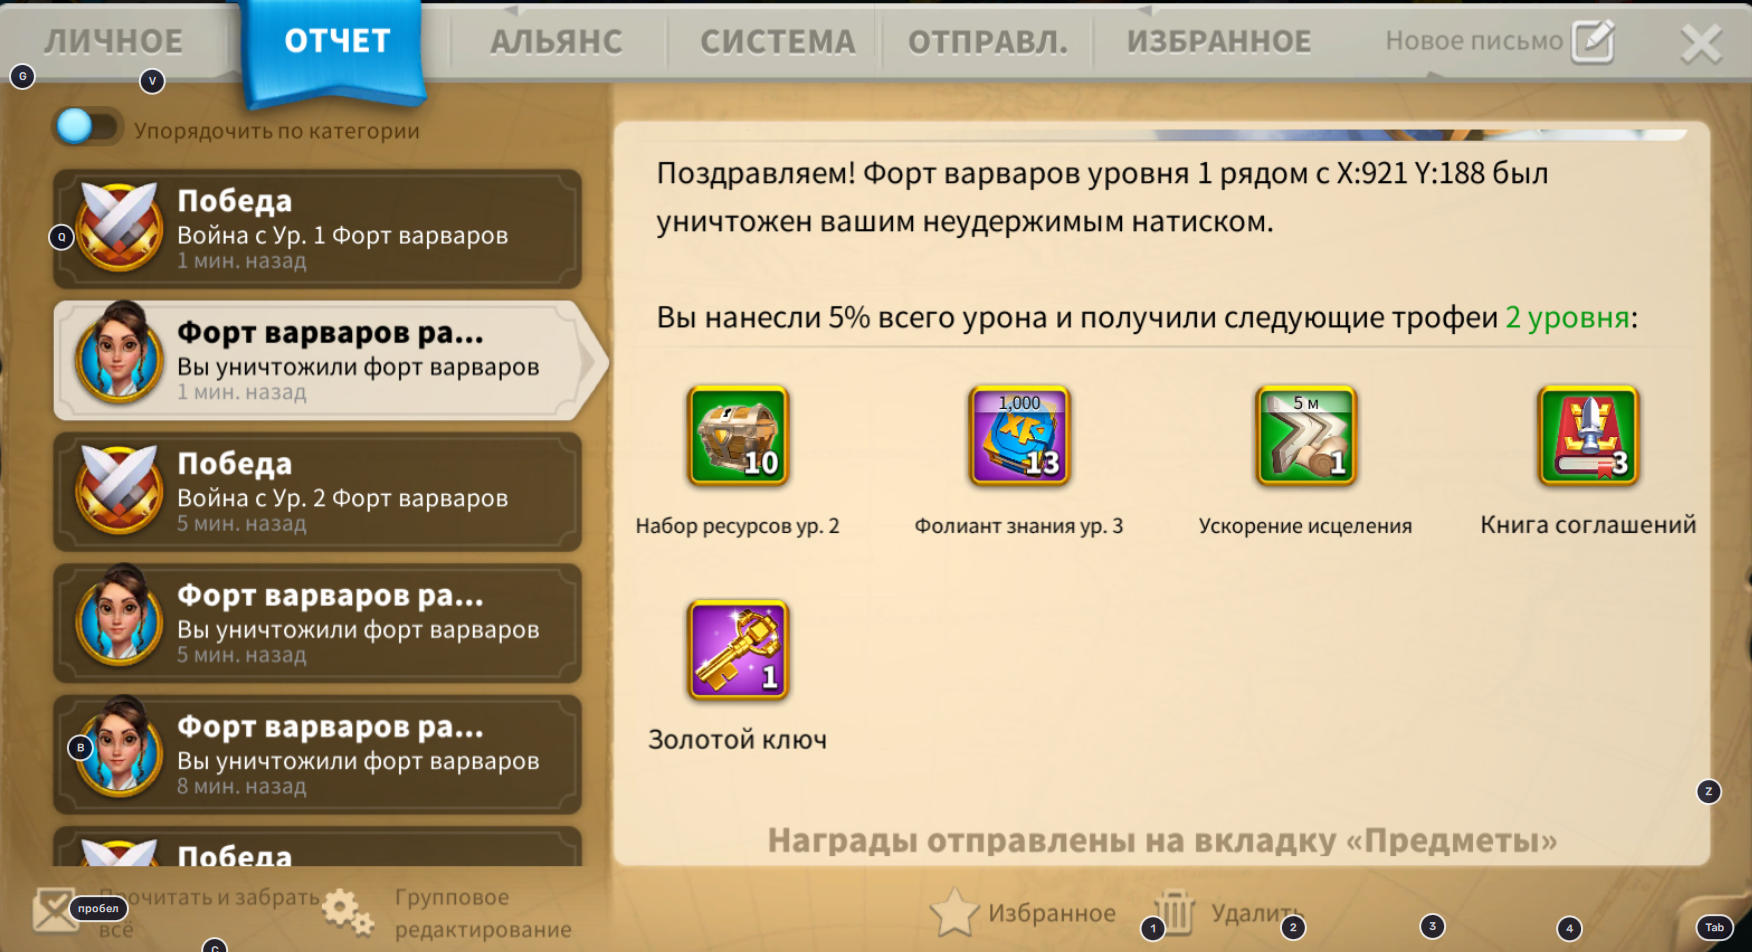 ЛИЧНОЕ
ОТЧЕТ
АЛЬЯНС
СИСТЕМА
ОТПРАВЛ.
ИЗБРАННОЕ
Новое письмо
G
V
Упорядочить по категории
Победа
Q
Война с Ур. 1 Форт варваров
1 мин. назад
Форт варваров ра...
Вы уничтожили форт варваров
1 мин. назад
Победа
Война с Ур. 2 Форт варваров
5 мин. назад
Форт варваров ра...
Вы уничтожили форт варваров
5 мин. назад
Форт варваров ра...
B
Вы уничтожили форт варваров
8 мин. назад
Победа
Поздравляем! Форт варваров уровня 1 рядом с X:921 Y:188 был
уничтожен вашим неудержимым натиском.
Вы нанесли 5% всего урона и получили следующие трофеи 2 уровня:
10
1,000
XP
13
5 м
1
3
Набор ресурсов ур. 2
Фолиант знания ур. 3
Ускорение исцеления
Книга соглашений
1
Золотой ключ
Z
Награды отправлены на вкладку «Предметы»
Прочитать и забрать
всё
пробел
C
Групповое
редактирование
Избранное
1
Удалить
2
3
4
Tab